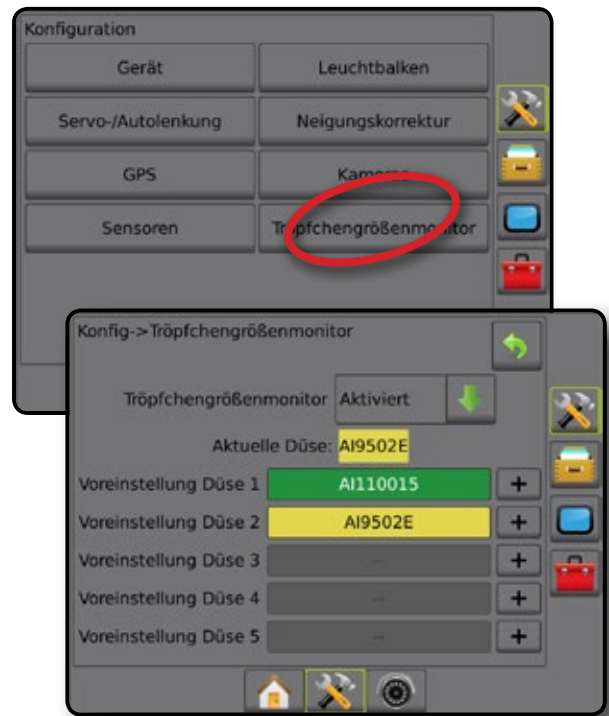 Konfiguration
Gerät Leuchtbalken
Servo-/Autolenkung Neigungskorrektur
GPS Kameras
Sensoren Tröpfchengrößenmonitor
Konfig->Tröpfchengrößenmonitor
Tröpfchengrößenmonitor Aktiviert
Aktuelle Düse: AI9502E
Voreinstellung Düse 1 AI110015 +
Voreinstellung Düse 2 AI9502E +
Voreinstellung Düse 3 -- +
Voreinstellung Düse 4 -- +
Voreinstellung Düse 5 -- +